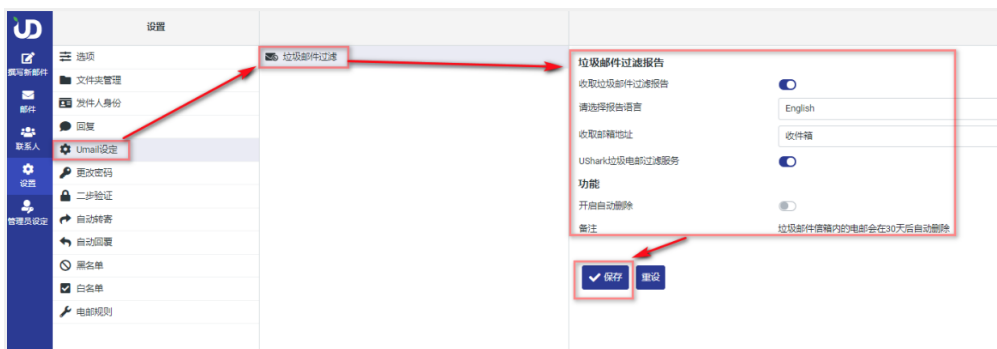 UD
撰写新邮件
邮件
联系人
设置
管理员设定
设置
选项
文件夹管理
发件人身份
回复
Umail设定
更改密码
二步验证
自动转寄
自动回覆
黑名单
白名单
电邮规则
垃圾邮件过滤
垃圾邮件过滤报告
收取垃圾邮件过滤报告
请选择报告语言
English
收取邮箱地址
收件箱
UShark垃圾电邮过滤服务
功能
开启自动删除
备注
垃圾邮件信箱内的电邮会在30天后自动删除
保存
重设